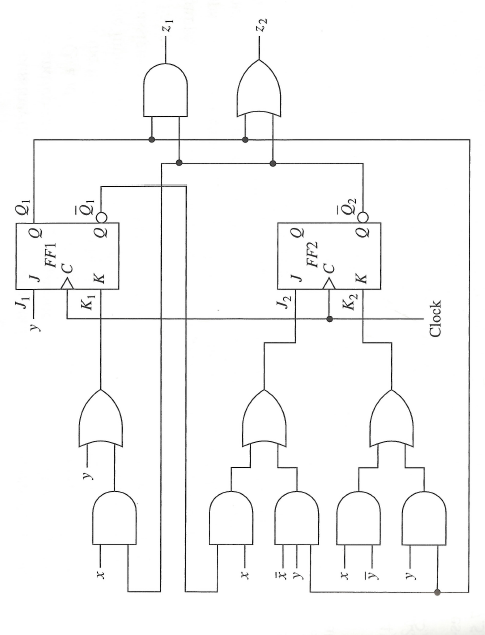 z₁
z₂
Q₁
Q̅₁
Q
Q
FF1
J
C
K
J₁
K₁
y
y
x
Q̅₂
Q
Q
FF2
J
C
K
J₂
K₂
Clock
x
x̅
y
x
y̅
y